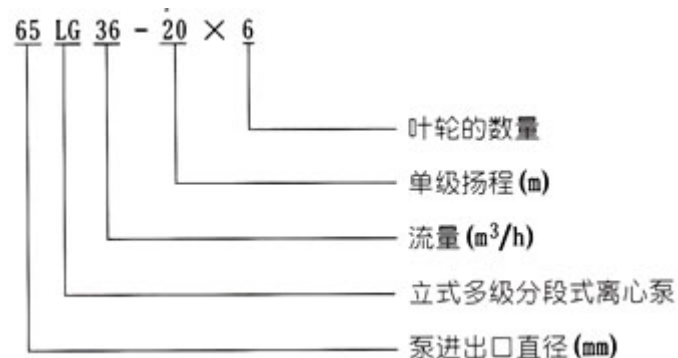 65 LG 36 - 20 × 6
叶轮的数量
单级扬程(m)
流量(m³/h)
立式多级分段式离心泵
泵进出口直径(mm)